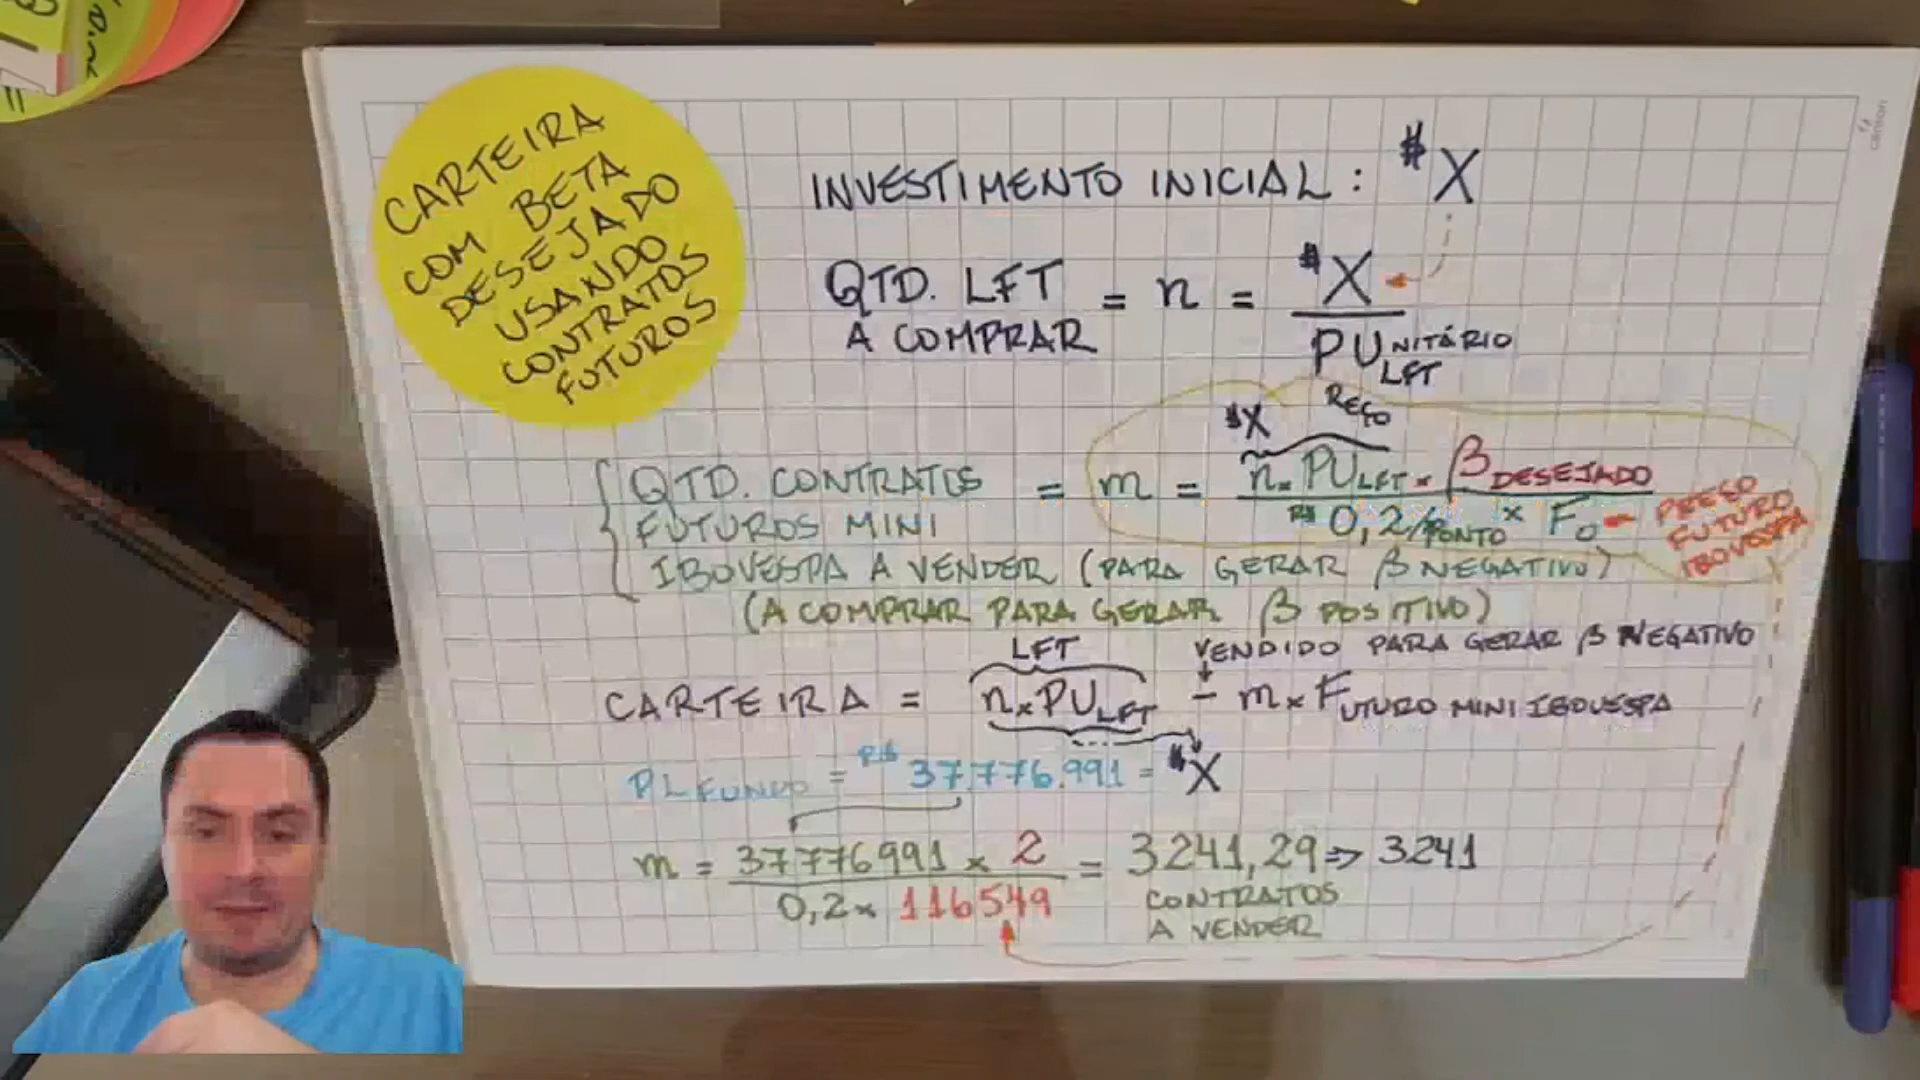 CARTEIRA
COM BETA
DESEJADO
USANDO
CONTRATOS
FUTUROS
INVESTIMENTO INICIAL: $X
QTD. LFT A COMPRAR = n = $X / PUNITÁRIO LFT
REÇO
$X
QTD. CONTRATOS = m = n × PU LFT × β DESEJADO
FUTUROS MINI R$ 0,2/PONTO × F0 ← PREÇO FUTURO IBOVESPA
IBOVESPA A VENDER (PARA GERAR β NEGATIVO)
(A COMPRAR PARA GERAR β POSITIVO)
LFT VENDIDO PARA GERAR β NEGATIVO
CARTEIRA = n × PU LFT − m × FUTURO MINI IBOVESPA
PL FUNDO = R$ 37.776.991 = $X
m = 37776991 × 2 / 0,2 × 116549 = 3241,29 ⇒ 3241
CONTRATOS
A VENDER
canson